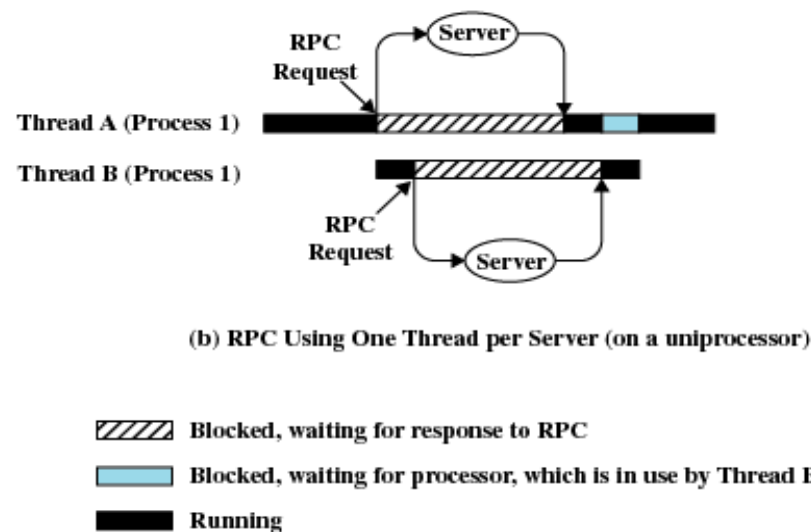 Server
RPC
Request
Thread A (Process 1)
Thread B (Process 1)
RPC
Request
Server
(b) RPC Using One Thread per Server (on a uniprocessor)
Blocked, waiting for response to RPC
Blocked, waiting for processor, which is in use by Thread B
Running